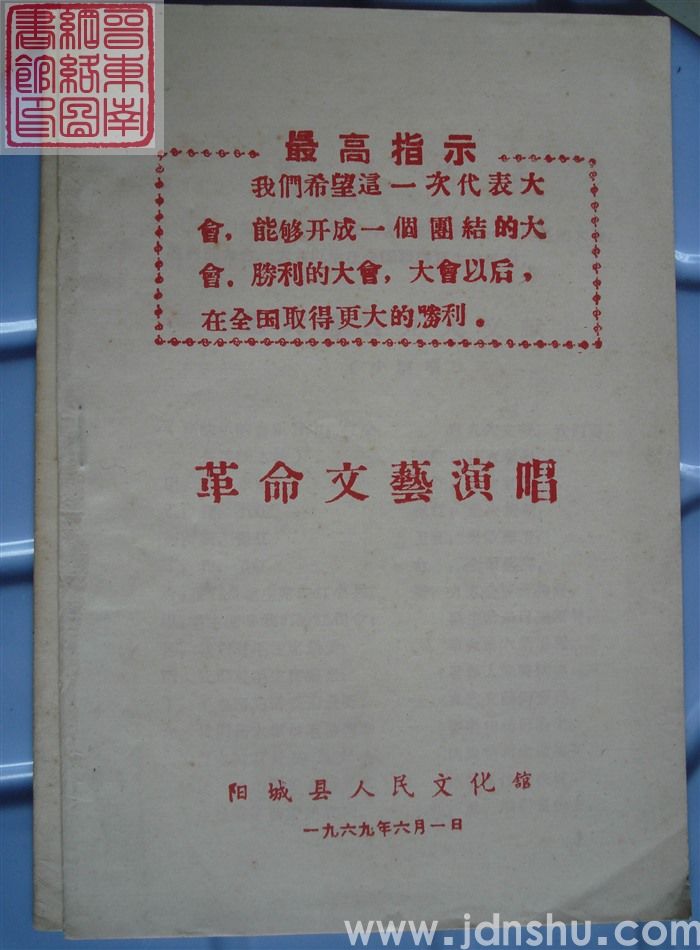 晋東南
網絡圖
書館印
最高指示
我們希望這一次代表大
會，能够开成一個團結的大
會。勝利的大會，大會以后，
在全国取得更大的勝利。
革命文藝演唱
阳城县人民文化館
一九六九年六月一日
www.jdnshu.com